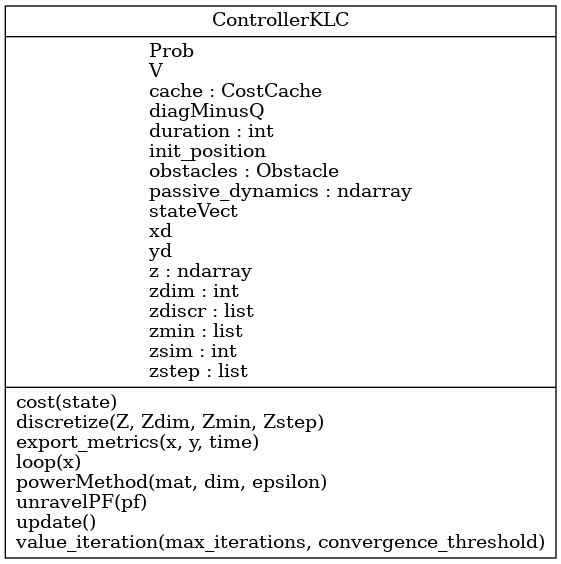 ControllerKLC
Prob
V
cache : CostCache
diagMinusQ
duration : int
init_position
obstacles : Obstacle
passive_dynamics : ndarray
stateVect
xd
yd
z : ndarray
zdim : int
zdiscr : list
zmin : list
zsim : int
zstep : list
cost(state)
discretize(Z, Zdim, Zmin, Zstep)
export_metrics(x, y, time)
loop(x)
powerMethod(mat, dim, epsilon)
unravelPF(pf)
update()
value_iteration(max_iterations, convergence_threshold)